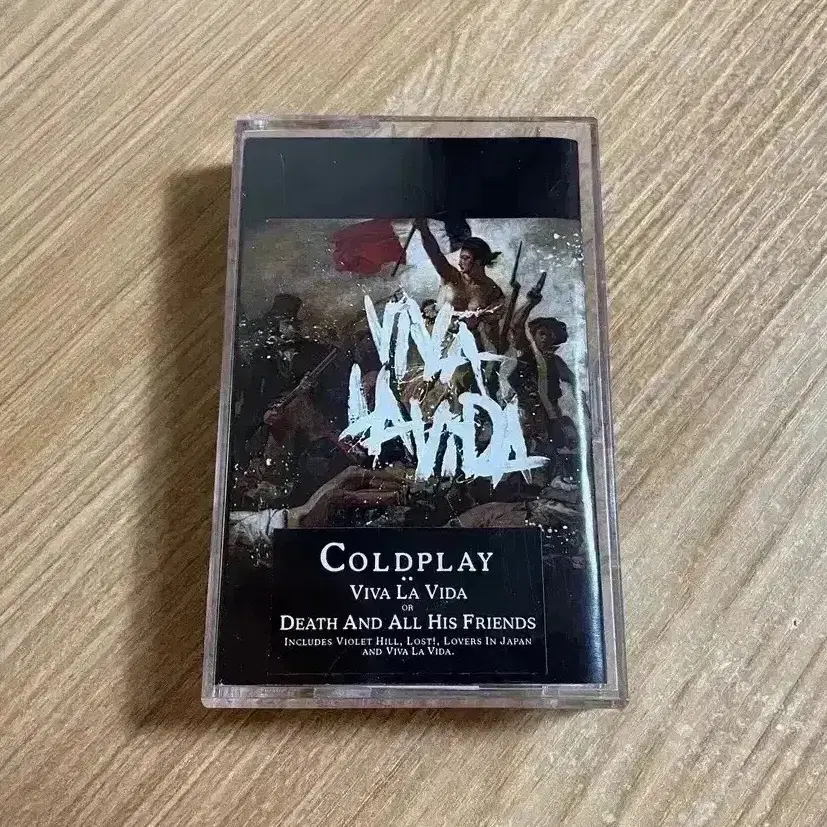 VIVA
LA VIDA
COLDPLAY
VIVA LA VIDA
OR
DEATH AND ALL HIS FRIENDS
INCLUDES VIOLET HILL, LOST!, LOVERS IN JAPAN
AND VIVA LA VIDA.